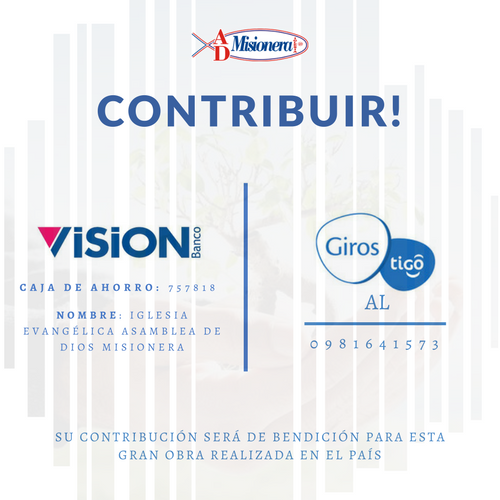 AD Misionera
CONTRIBUIR!
VISION Banco
CAJA DE AHORRO: 757818
NOMBRE: IGLESIA
EVANGÉLICA ASAMBLEA DE
DIOS MISIONERA
Giros
tigo
AL
0981641573
SU CONTRIBUCIÓN SERÁ DE BENDICIÓN PARA ESTA
GRAN OBRA REALIZADA EN EL PAÍS